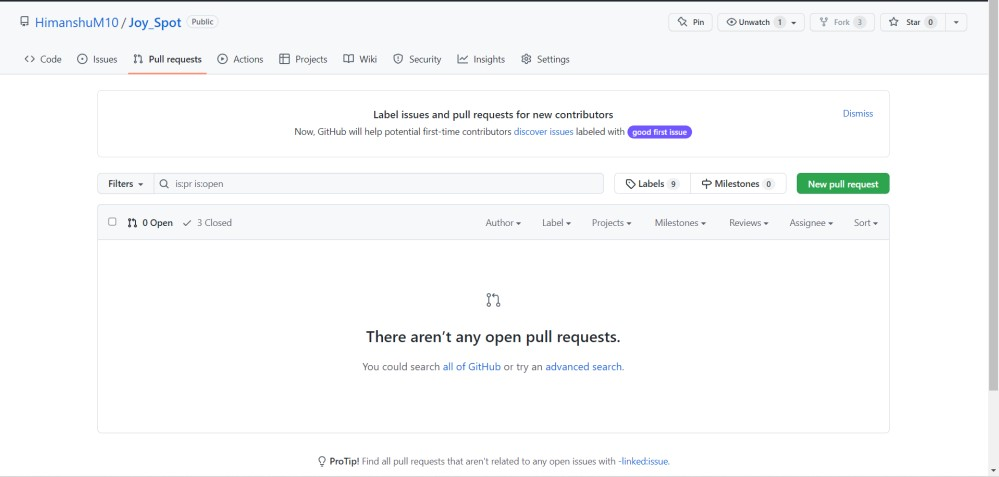 HimanshuM10 / Joy_Spot Public
Pin Unwatch 1 Fork 3 Star 0
Code Issues Pull requests Actions Projects Wiki Security Insights Settings
Label issues and pull requests for new contributors
Dismiss
Now, GitHub will help potential first-time contributors discover issues labeled with good first issue
Filters is:pr is:open Labels 9 Milestones 0 New pull request
0 Open 3 Closed Author Label Projects Milestones Reviews Assignee Sort
There aren’t any open pull requests.
You could search all of GitHub or try an advanced search.
ProTip! Find all pull requests that aren't related to any open issues with -linked:issue.